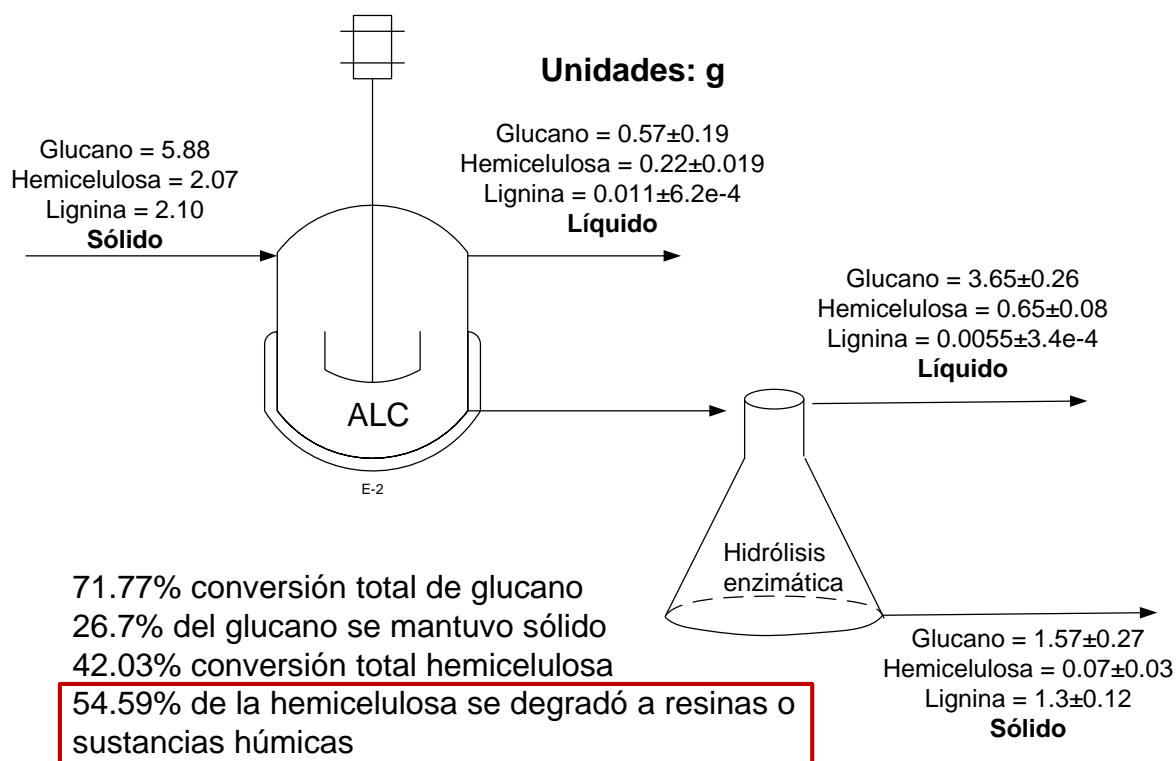 Unidades: g
Glucano = 5.88
Hemicelulosa = 2.07
Lignina = 2.10
Sólido
Glucano = 0.57±0.19
Hemicelulosa = 0.22±0.019
Lignina = 0.011±6.2e-4
Líquido
ALC
E-2
Glucano = 3.65±0.26
Hemicelulosa = 0.65±0.08
Lignina = 0.0055±3.4e-4
Líquido
Hidrólisis
enzimática
Glucano = 1.57±0.27
Hemicelulosa = 0.07±0.03
Lignina = 1.3±0.12
Sólido
71.77% conversión total de glucano
26.7% del glucano se mantuvo sólido
42.03% conversión total hemicelulosa
54.59% de la hemicelulosa se degradó a resinas o
sustancias húmicas